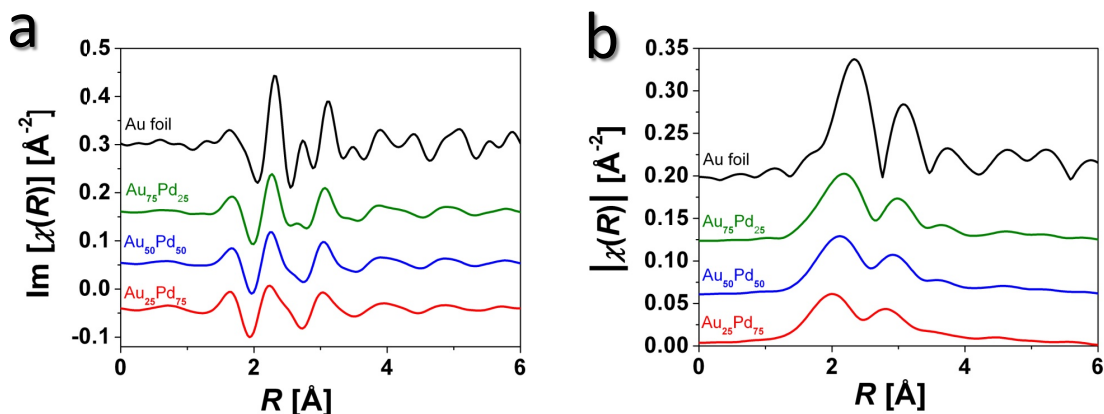 a
0.5
0.4
0.3
0.2
0.1
0.0
-0.1
Im [χ(R)] [Å⁻²]
Au foil
Au₇₅Pd₂₅
Au₅₀Pd₅₀
Au₂₅Pd₇₅
0 2 4 6
R [Å]
b
0.35
0.30
0.25
0.20
0.15
0.10
0.05
0.00
|χ(R)| [Å⁻²]
Au foil
Au₇₅Pd₂₅
Au₅₀Pd₅₀
Au₂₅Pd₇₅
0 2 4 6
R [Å]